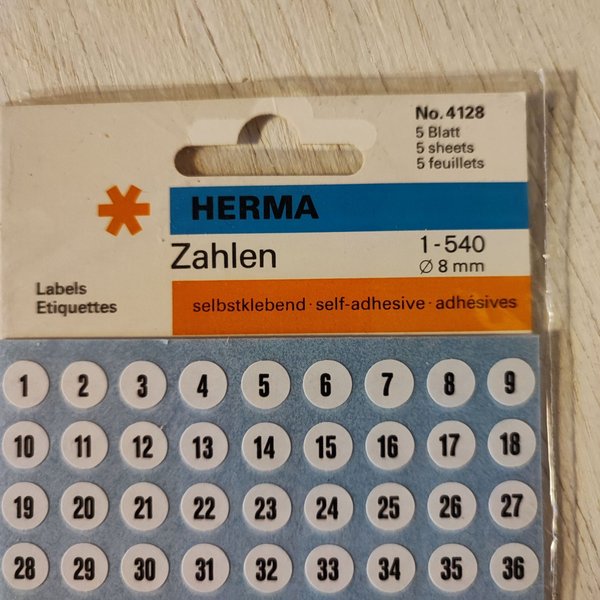 No. 4128
5 Blatt
5 sheets
5 feuillets
HERMA
Zahlen
1-540
Ø 8 mm
Labels
Etiquettes
selbstklebend · self-adhesive · adhésives
1 2 3 4 5 6 7 8 9
10 11 12 13 14 15 16 17 18
19 20 21 22 23 24 25 26 27
28 29 30 31 32 33 34 35 36